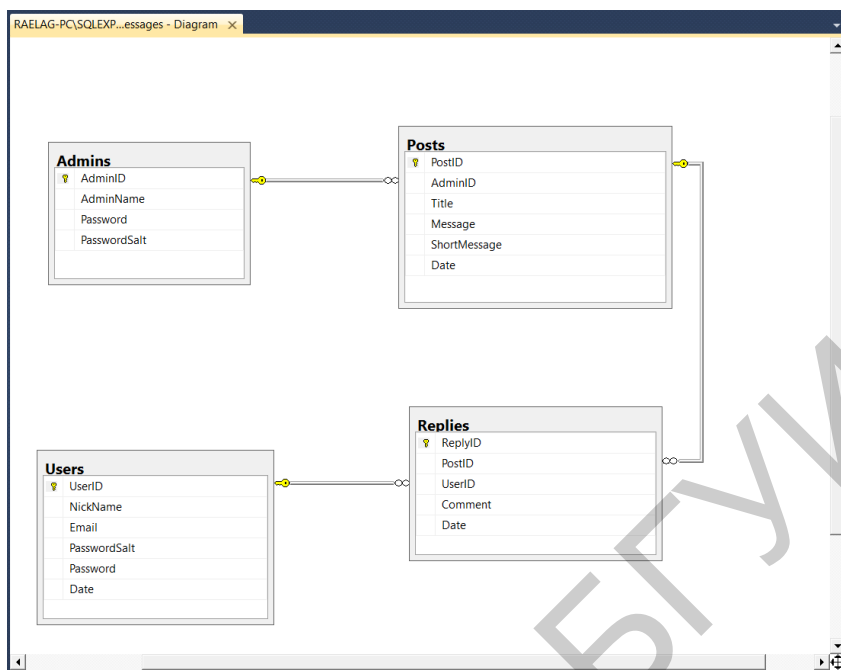 RAELAG-PC\SQLEXP...essages - Diagram
Admins
AdminID
AdminName
Password
PasswordSalt
Posts
PostID
AdminID
Title
Message
ShortMessage
Date
Users
UserID
NickName
Email
PasswordSalt
Password
Date
Replies
ReplyID
PostID
UserID
Comment
Date
БГУИ